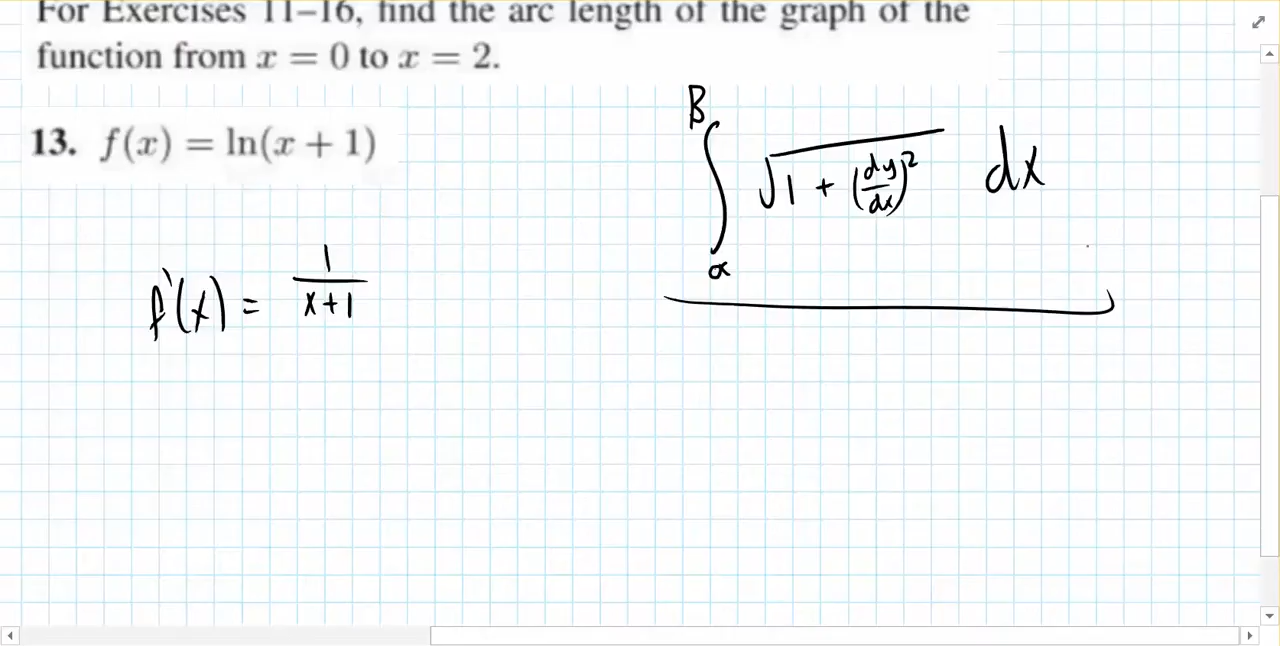 For Exercises 11–16, find the arc length of the graph of the
function from x = 0 to x = 2.
13. f(x) = ln(x + 1)
∫_α^B √(1 + (dy/dx)²) dx
f'(x) = 1/(x+1)